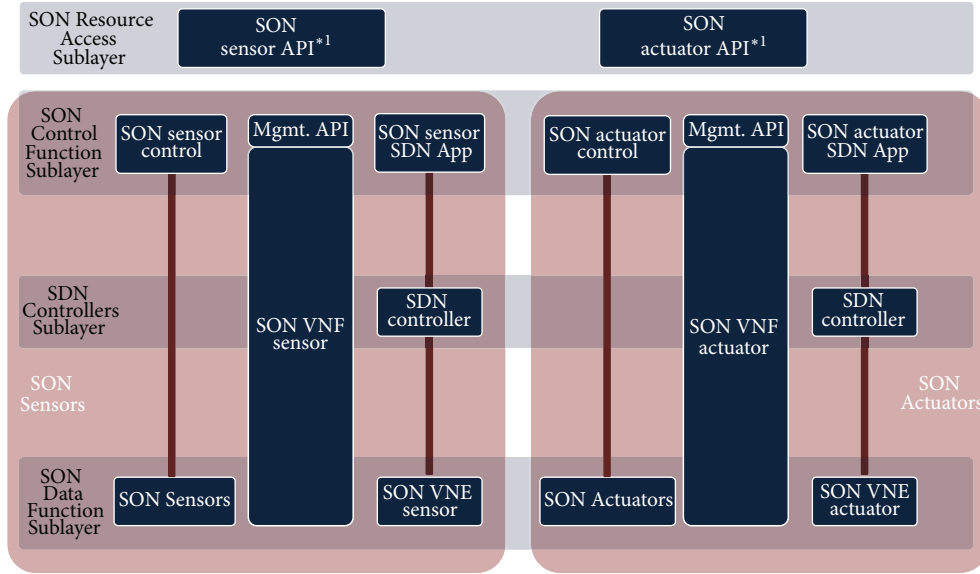 SON Resource
Access
Sublayer
SON
sensor API*1
SON
actuator API*1
SON
Control
Function
Sublayer
SON sensor
control
Mgmt. API
SON sensor
SDN App
SON actuator
control
Mgmt. API
SON actuator
SDN App
SDN
Controllers
Sublayer
SON VNF
sensor
SDN
controller
SON VNF
actuator
SDN
controller
SON
Sensors
SON
Actuators
SON
Data
Function
Sublayer
SON Sensors
SON VNE
sensor
SON Actuators
SON VNE
actuator